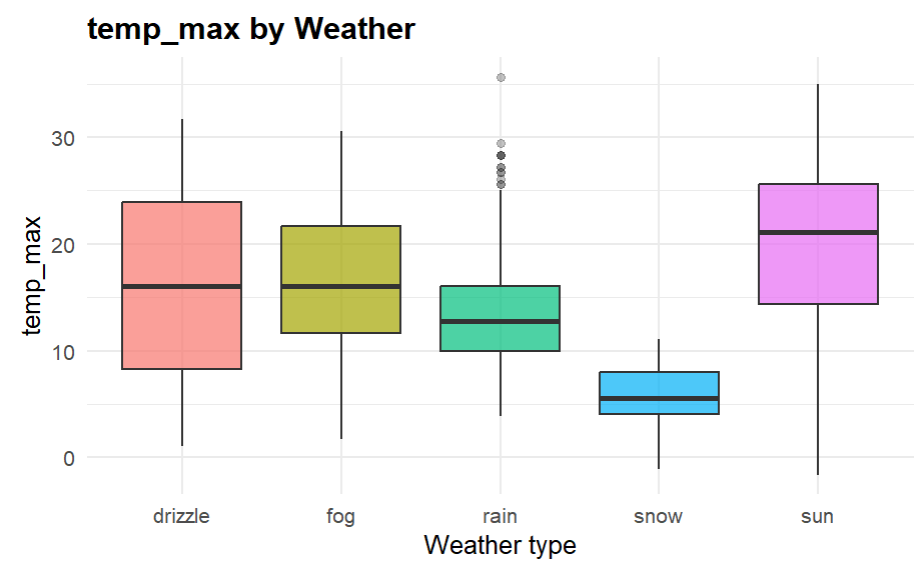 temp_max by Weather
temp_max
30
20
10
0
drizzle fog rain snow sun
Weather type